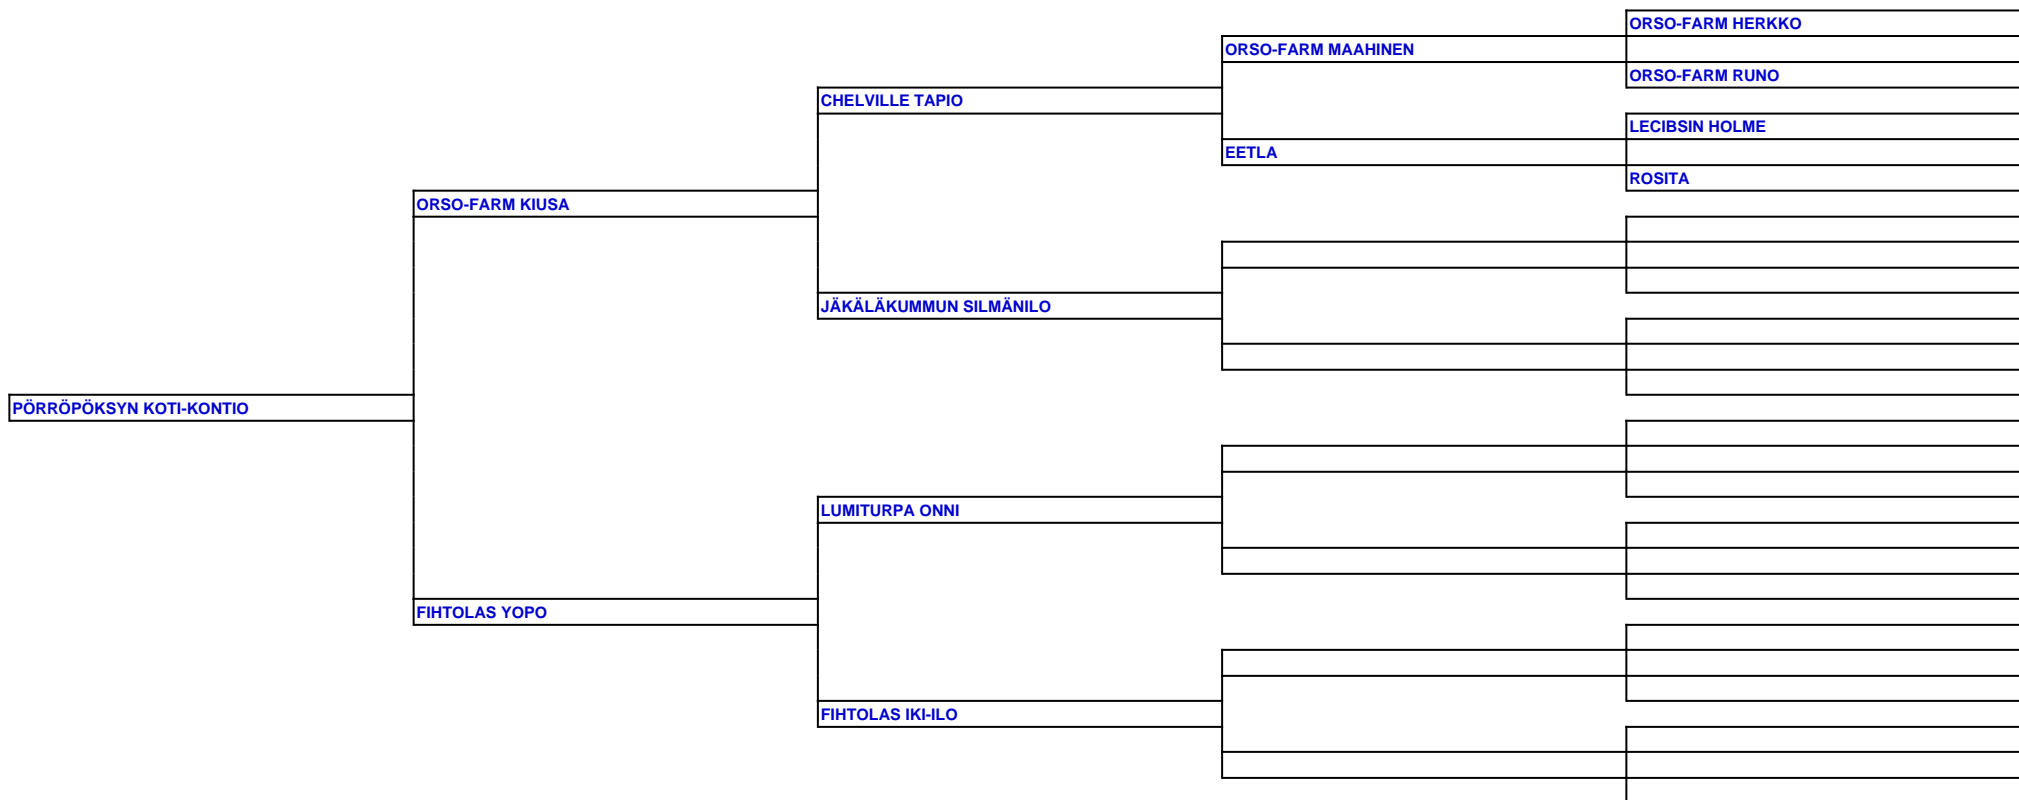 ORSO-FARM HERKKO
ORSO-FARM MAAHINEN
ORSO-FARM RUNO
CHELVILLE TAPIO
LECIBSIN HOLME
EETLA
ROSITA
ORSO-FARM KIUSA
JÄKÄLÄKUMMUN SILMÄNILO
PÖRRÖPÖKSYN KOTI-KONTIO
LUMITURPA ONNI
FIHTOLAS YOPO
FIHTOLAS IKI-ILO